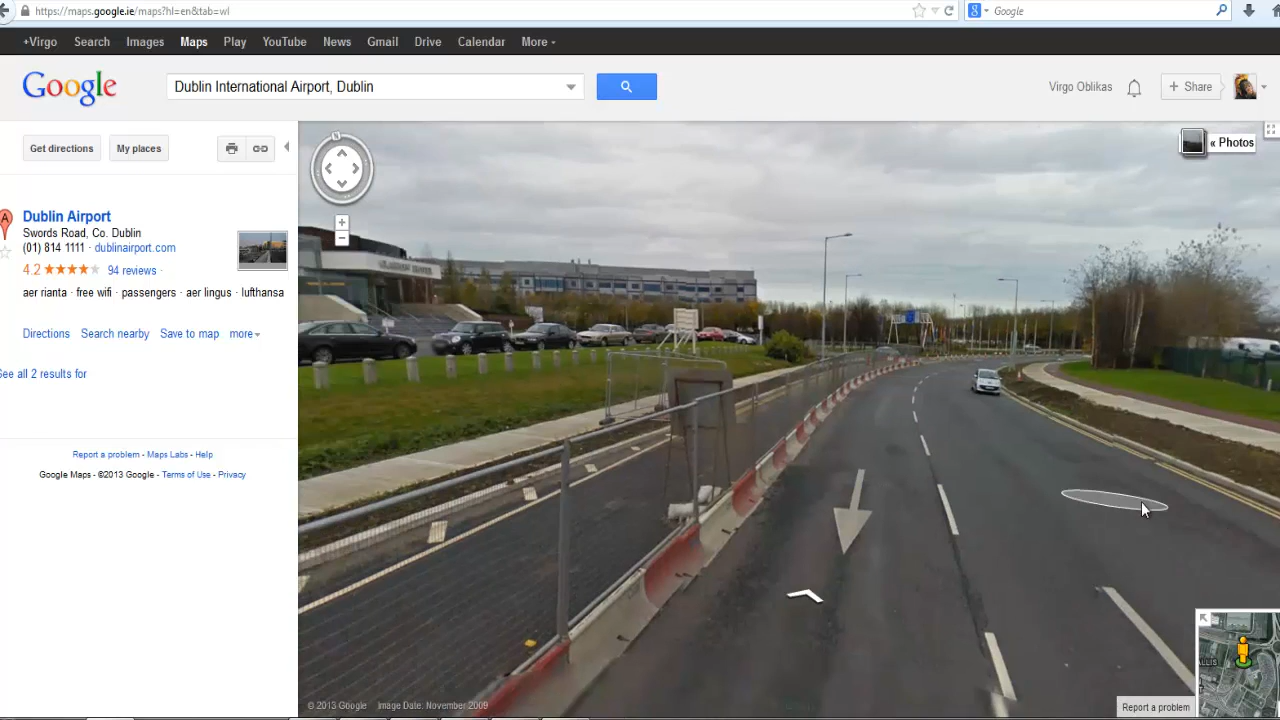 https://maps.google.ie/maps?hl=en&tab=wl
Google
+Virgo Search Images Maps Play YouTube News Gmail Drive Calendar More
Google
Dublin International Airport, Dublin
Virgo Oblikas
+ Share
Get directions
My places
« Photos
A
Dublin Airport
Swords Road, Co. Dublin
(01) 814 1111 · dublinairport.com
4.2 94 reviews ·
aer rianta · free wifi · passengers · aer lingus · lufthansa
Directions Search nearby Save to map more
See all 2 results for
Report a problem - Maps Labs - Help
Google Maps - ©2013 Google - Terms of Use - Privacy
© 2013 Google Image Date: November 2009
Report a problem